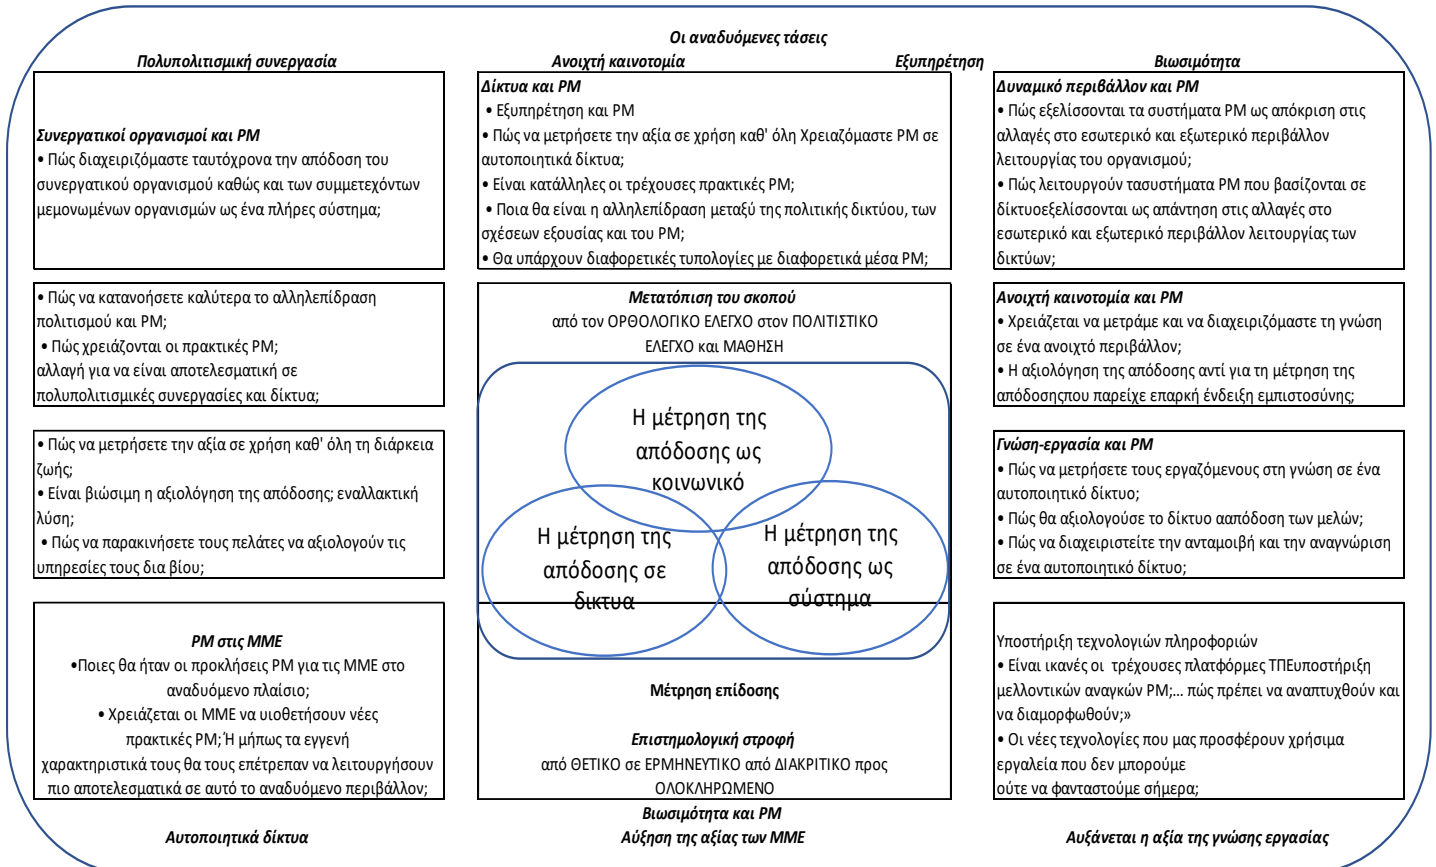 Οι αναδυόμενες τάσεις
Πολυπολιτισμική συνεργασία
Ανοιχτή καινοτομία
Εξυπηρέτηση
Βιωσιμότητα
Συνεργατικοί οργανισμοί και PM
• Πώς διαχειριζόμαστε ταυτόχρονα την απόδοση του
συνεργατικού οργανισμού καθώς και των συμμετεχόντων
μεμονωμένων οργανισμών ως ένα πλήρες σύστημα;
Δίκτυα και PM
• Εξυπηρέτηση και PM
• Πώς να μετρήσετε την αξία σε χρήση καθ' όλη Χρειαζόμαστε PM σε
αυτοποιητικά δίκτυα;
• Είναι κατάλληλες οι τρέχουσες πρακτικές PM;
• Ποια θα είναι η αλληλεπίδραση μεταξύ της πολιτικής δικτύου, των
σχέσεων εξουσίας και του PM;
• Θα υπάρχουν διαφορετικές τυπολογίες με διαφορετικά μέσα PM;
Δυναμικό περιβάλλον και PM
• Πώς εξελίσσονται τα συστήματα PM ως απόκριση στις
αλλαγές στο εσωτερικό και εξωτερικό περιβάλλον
λειτουργίας του οργανισμού;
• Πώς λειτουργούν τασυστήματα PM που βασίζονται σε
δίκτυοεξελίσσονται ως απάντηση στις αλλαγές στο
εσωτερικό και εξωτερικό περιβάλλον λειτουργίας των
δικτύων;
• Πώς να κατανοήσετε καλύτερα το αλληλεπίδραση
πολιτισμού και PM;
• Πώς χρειάζονται οι πρακτικές PM;
αλλαγή για να είναι αποτελεσματική σε
πολυπολιτισμικές συνεργασίες και δίκτυα;
Μετατόπιση του σκοπού
από τον ΟΡΘΟΛΟΓΙΚΟ ΕΛΕΓΧΟ στον ΠΟΛΙΤΙΣΤΙΚΟ
ΕΛΕΓΧΟ και ΜΑΘΗΣΗ
Ανοιχτή καινοτομία και PM
• Χρειάζεται να μετράμε και να διαχειριζόμαστε τη γνώση
σε ένα ανοιχτό περιβάλλον;
• Η αξιολόγηση της απόδοσης αντί για τη μέτρηση της
απόδοσηςπου παρείχε επαρκή ένδειξη εμπιστοσύνης;
Η μέτρηση της
απόδοσης ως
κοινωνικό
• Πώς να μετρήσετε την αξία σε χρήση καθ' όλη τη διάρκεια
ζωής;
• Είναι βιώσιμη η αξιολόγηση της απόδοσης; εναλλακτική
λύση;
• Πώς να παρακινήσετε τους πελάτες να αξιολογούν τις
υπηρεσίες τους δια βίου;
Η μέτρηση της
απόδοσης σε
δικτυα
Η μέτρηση της
απόδοσης ως
σύστημα
Γνώση-εργασία και PM
• Πώς να μετρήσετε τους εργαζόμενους στη γνώση σε ένα
αυτοποιητικό δίκτυο;
• Πώς θα αξιολογούσε το δίκτυο ααπόδοση των μελών;
• Πώς να διαχειριστείτε την ανταμοιβή και την αναγνώριση
σε ένα αυτοποιητικό δίκτυο;
PM στις ΜΜΕ
•Ποιες θα ήταν οι προκλήσεις PM για τις ΜΜΕ στο
αναδυόμενο πλαίσιο;
• Χρειάζεται οι ΜΜΕ να υιοθετήσουν νέες
πρακτικές PM; Ή μήπως τα εγγενή
χαρακτηριστικά τους θα τους επέτρεπαν να λειτουργήσουν
πιο αποτελεσματικά σε αυτό το αναδυόμενο περιβάλλον;
Μέτρηση επίδοσης
Επιστημολογική στροφή
από ΘΕΤΙΚΟ σε ΕΡΜΗΝΕΥΤΙΚΟ από ΔΙΑΚΡΙΤΙΚΟ προς
ΟΛΟΚΛΗΡΩΜΕΝΟ
Υποστήριξη τεχνολογιών πληροφοριών
• Είναι ικανές οι τρέχουσες πλατφόρμες ΤΠΕυποστήριξη
μελλοντικών αναγκών PM;... πώς πρέπει να αναπτυχθούν και
να διαμορφωθούν;»
• Οι νέες τεχνολογίες που μας προσφέρουν χρήσιμα
εργαλεία που δεν μπορούμε
ούτε να φανταστούμε σήμερα;
Βιωσιμότητα και PM
Αυτοποιητικά δίκτυα
Αύξηση της αξίας των ΜΜΕ
Αυξάνεται η αξία της γνώσης εργασίας